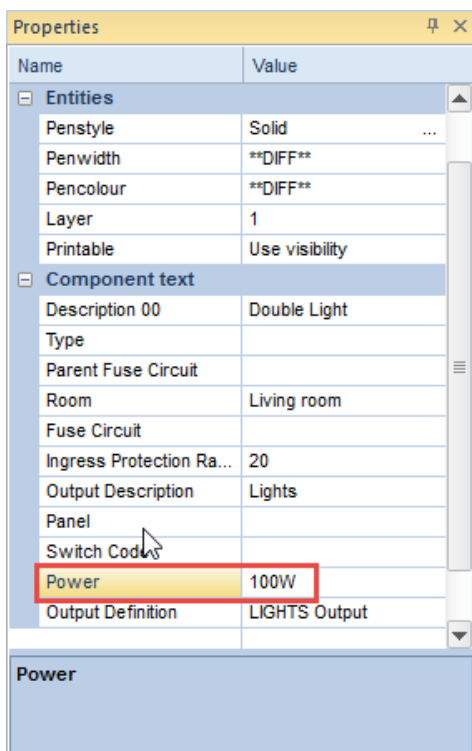 Properties
Name Value
Entities
Penstyle Solid ...
Penwidth **DIFF**
Pencolour **DIFF**
Layer 1
Printable Use visibility
Component text
Description 00 Double Light
Type
Parent Fuse Circuit
Room Living room
Fuse Circuit
Ingress Protection Ra... 20
Output Description Lights
Panel
Switch Code
Power 100W
Output Definition LIGHTS Output
Power